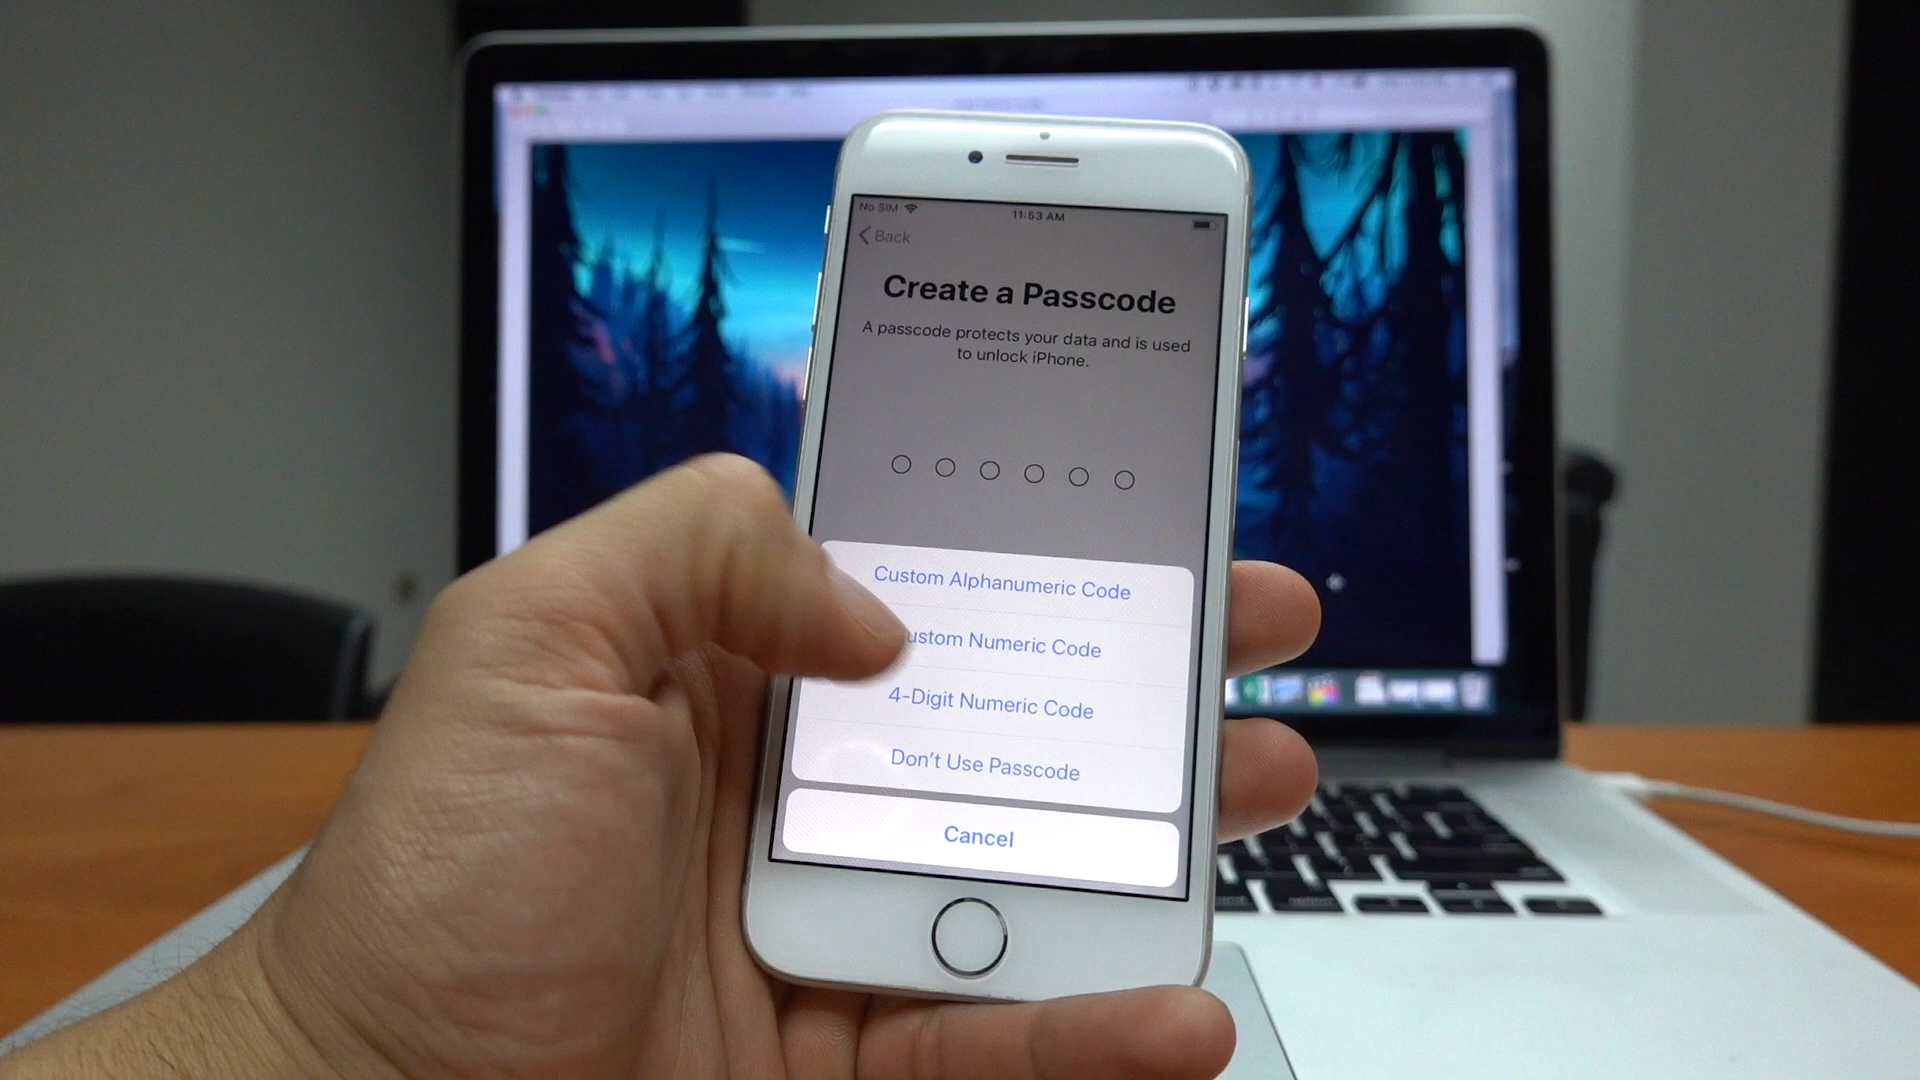 No SIM 11:53 AM
Back
Create a Passcode
A passcode protects your data and is used
to unlock iPhone.
Custom Alphanumeric Code
ustom Numeric Code
4-Digit Numeric Code
Don't Use Passcode
Cancel